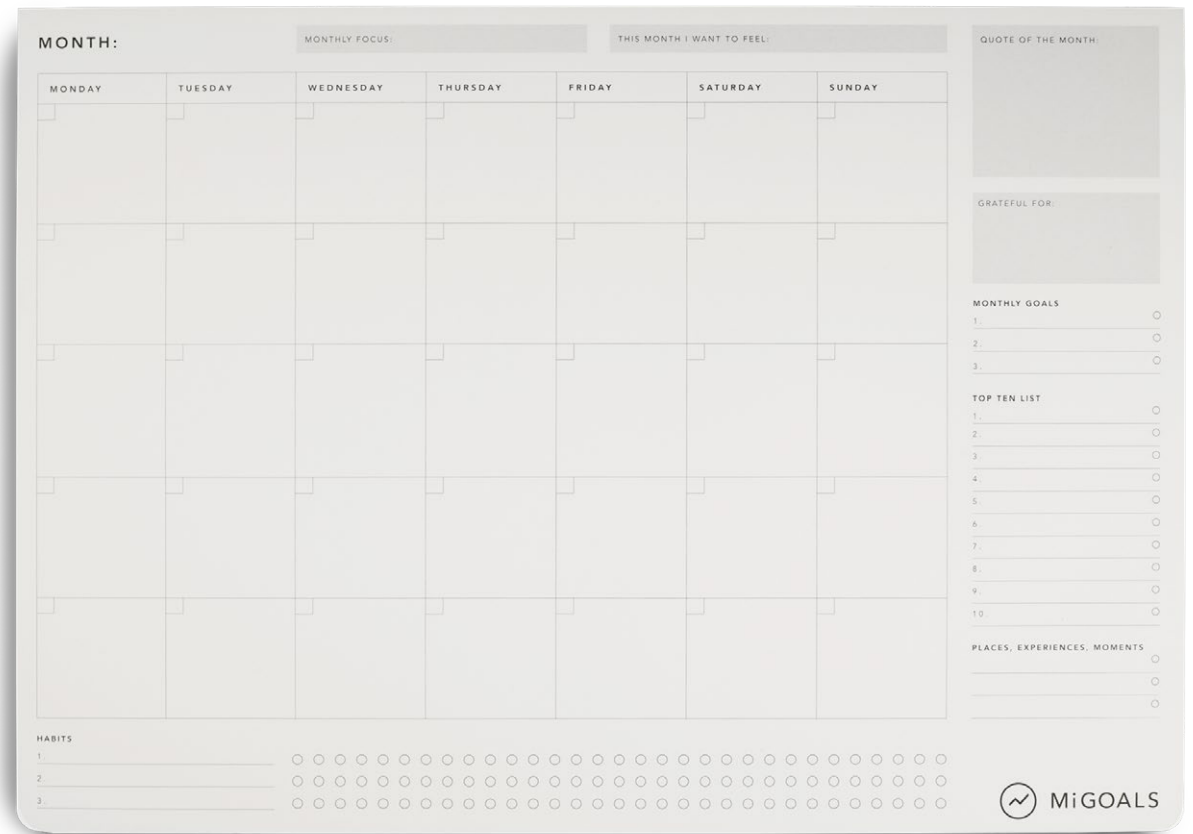 MONTH:
MONTHLY FOCUS:
THIS MONTH I WANT TO FEEL:
MONDAY TUESDAY WEDNESDAY THURSDAY FRIDAY SATURDAY SUNDAY
HABITS
1.
2.
3.
QUOTE OF THE MONTH:
GRATEFUL FOR:
MONTHLY GOALS
1.
2.
3.
TOP TEN LIST
1.
2.
3.
4.
5.
6.
7.
8.
9.
10.
PLACES, EXPERIENCES, MOMENTS
MiGOALS